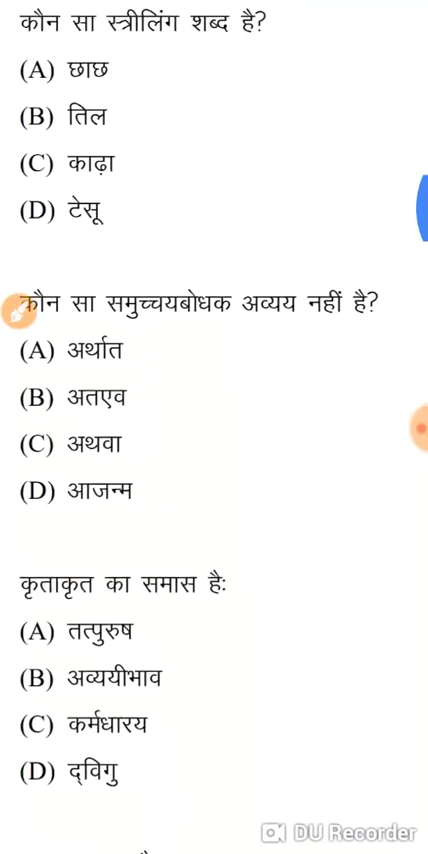 कौन सा स्त्रीलिंग शब्द है?
(A) छाछ
(B) तिल
(C) काढ़ा
(D) टेसू
कौन सा समुच्चयबोधक अव्यय नहीं है?
(A) अर्थात
(B) अतएव
(C) अथवा
(D) आजन्म
कृताकृत का समास है:
(A) तत्पुरुष
(B) अव्ययीभाव
(C) कर्मधारय
(D) द्विगु
DU Recorder